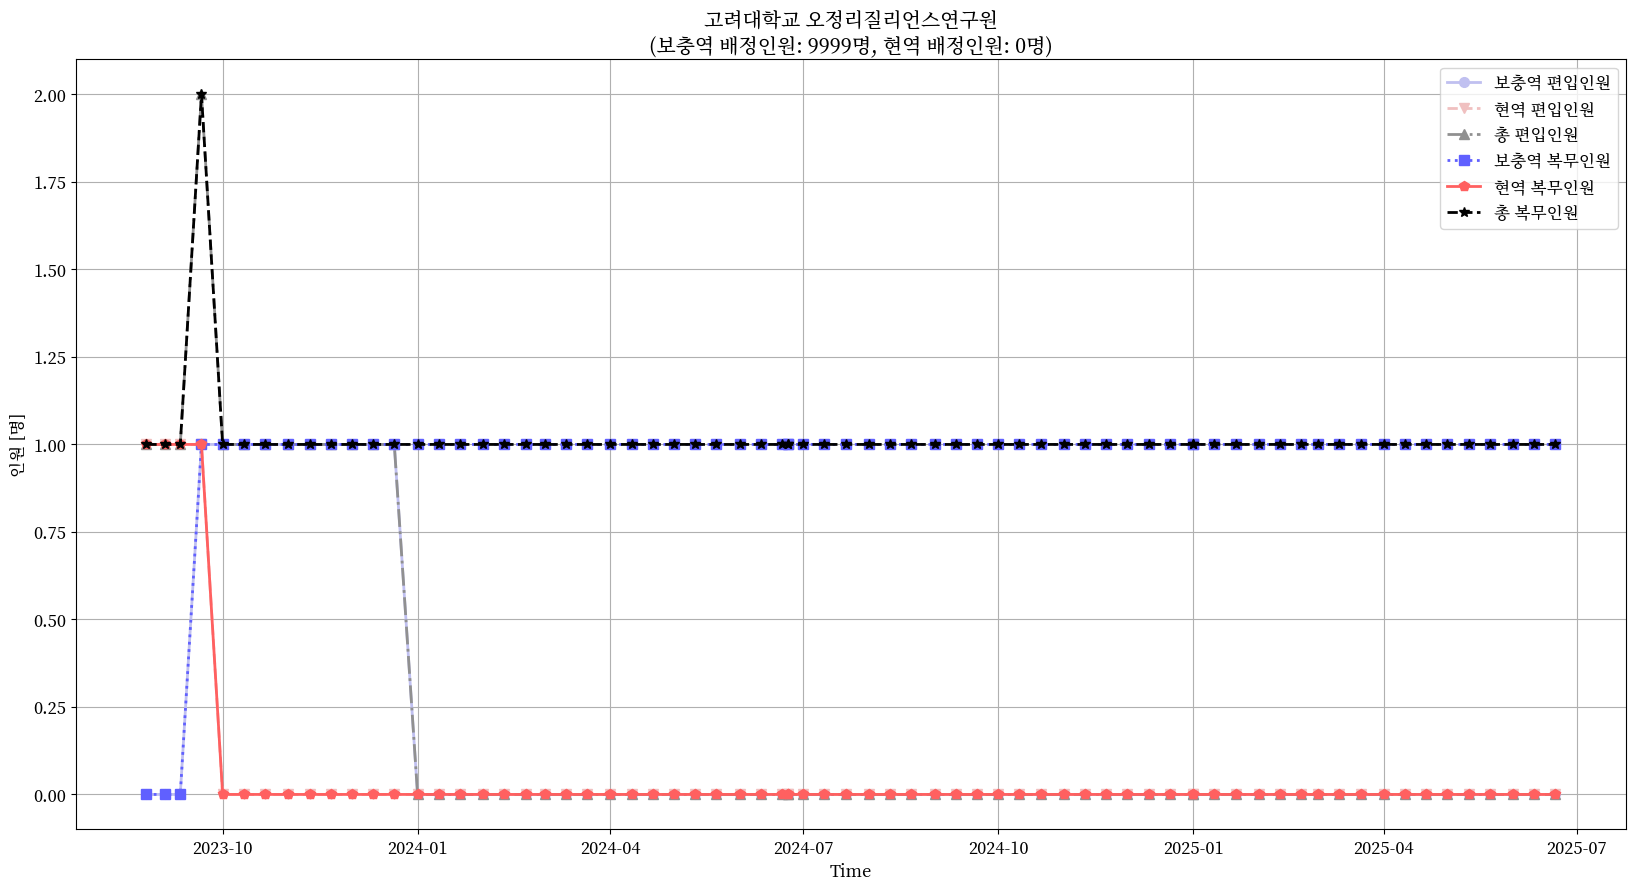 고려대학교 오정리질리언스연구원
(보충역 배정인원: 9999명, 현역 배정인원: 0명)
보충역 편입인원
현역 편입인원
총 편입인원
보충역 복무인원
현역 복무인원
총 복무인원
2.00
1.75
1.50
1.25
1.00
0.75
0.50
0.25
0.00
인원 [명]
2023-10
2024-01
2024-04
2024-07
2024-10
2025-01
2025-04
2025-07
Time